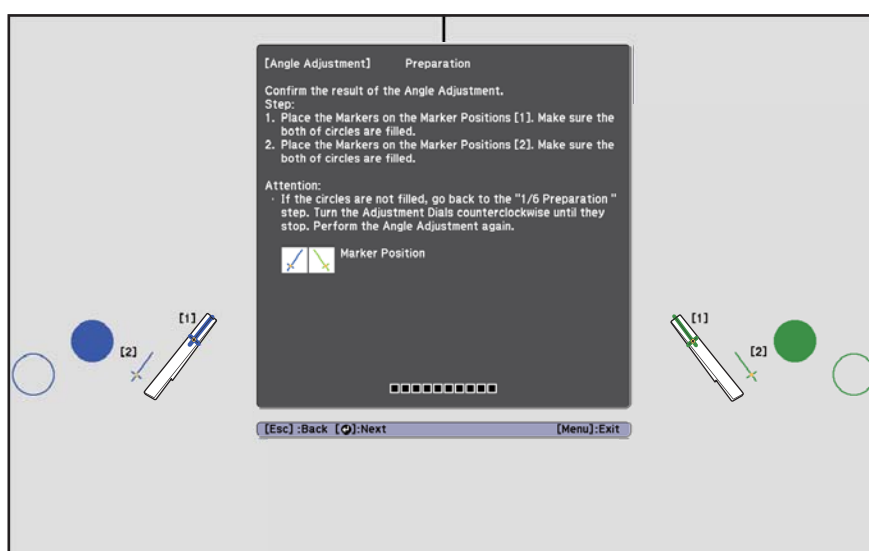 [Angle Adjustment] Preparation
Confirm the result of the Angle Adjustment.
Step:
1. Place the Markers on the Marker Positions [1]. Make sure the
both of circles are filled.
2. Place the Markers on the Marker Positions [2]. Make sure the
both of circles are filled.
Attention:
· If the circles are not filled, go back to the "1/6 Preparation "
step. Turn the Adjustment Dials counterclockwise until they
stop. Perform the Angle Adjustment again.
Marker Position
[1]
[2]
[1]
[2]
[Esc] :Back [↵]:Next [Menu]:Exit